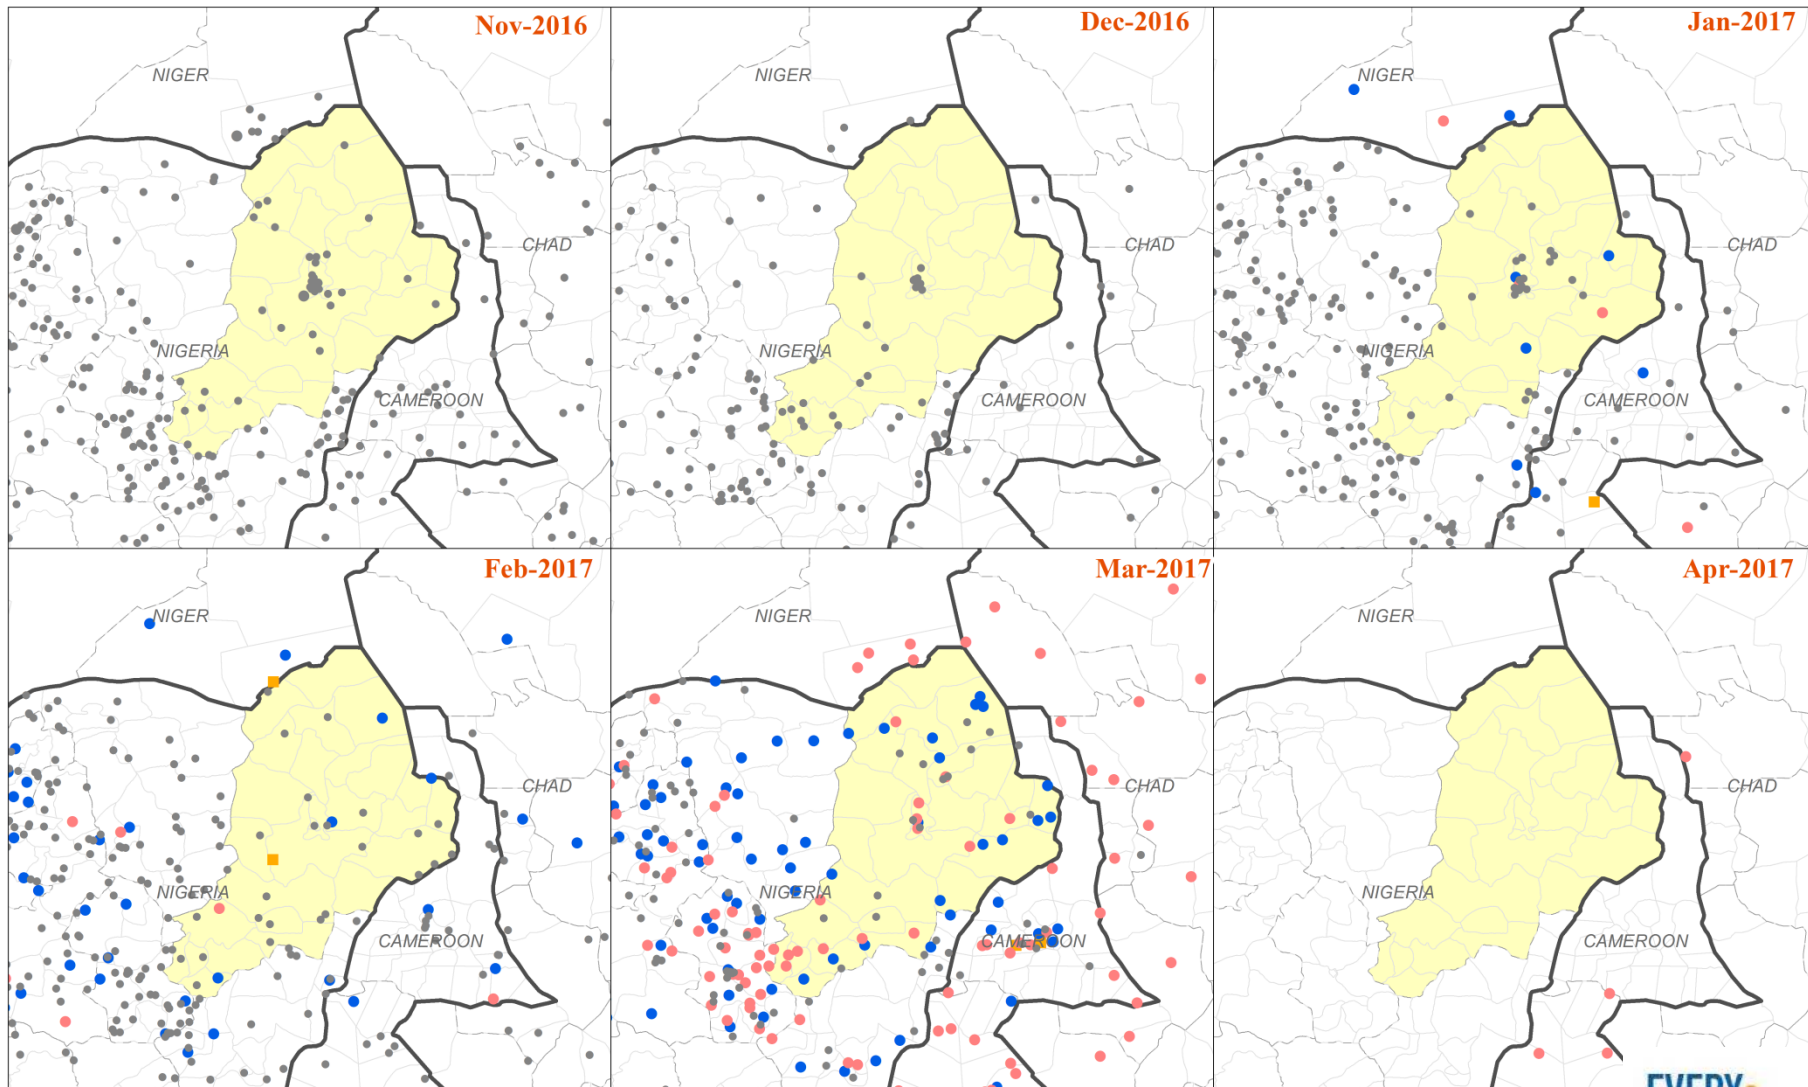 Nov-2016
NIGER
CHAD
NIGERIA
CAMEROON
Dec-2016
NIGER
CHAD
NIGERIA
CAMEROON
Jan-2017
NIGER
CHAD
NIGERIA
CAMEROON
Feb-2017
NIGER
CHAD
NIGERIA
CAMEROON
Mar-2017
NIGER
CHAD
NIGERIA
CAMEROON
Apr-2017
NIGER
CHAD
NIGERIA
CAMEROON
EVERY